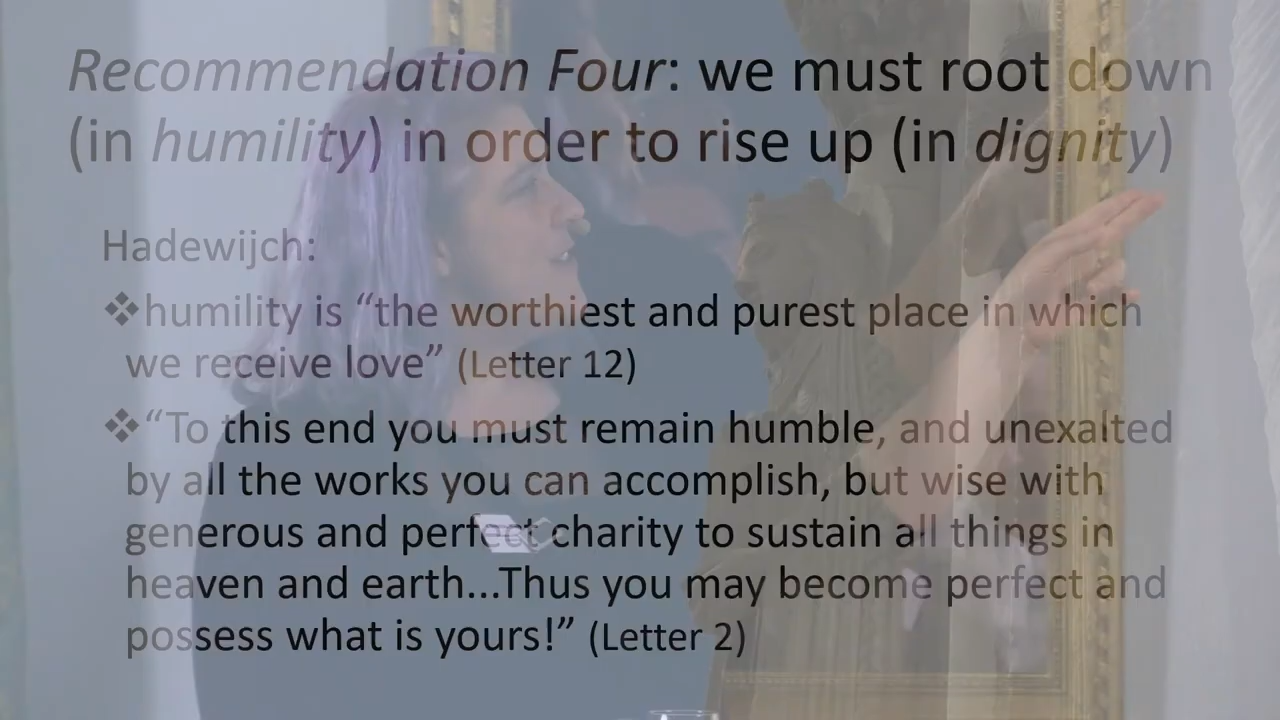 Recommendation Four: we must root down
(in humility) in order to rise up (in dignity)
Hadewijch:
❖humility is “the worthiest and purest place in which
we receive love” (Letter 12)
❖“To this end you must remain humble, and unexalted
by all the works you can accomplish, but wise with
generous and perfect charity to sustain all things in
heaven and earth...Thus you may become perfect and
possess what is yours!” (Letter 2)